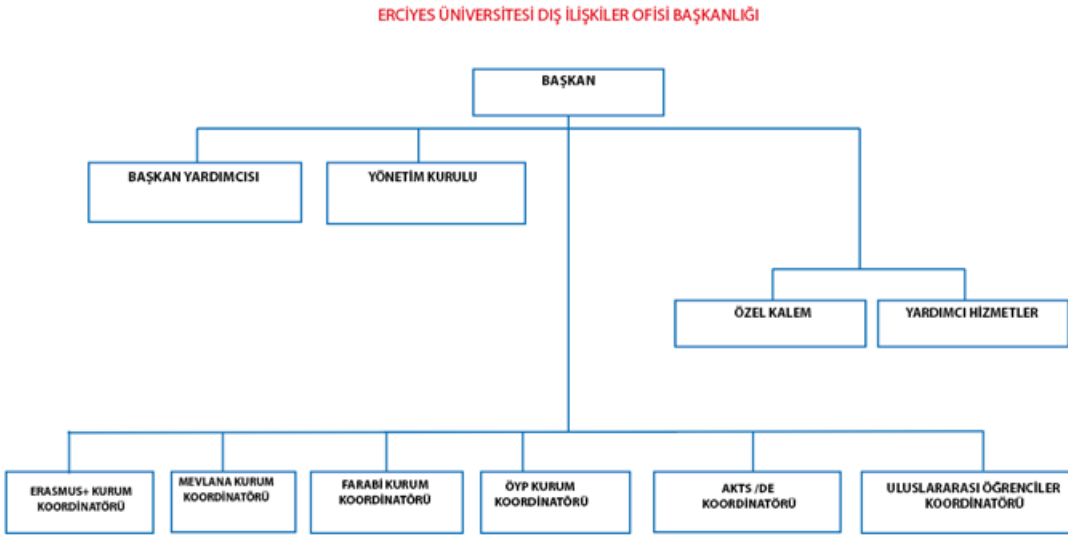 ERCİYES ÜNİVERSİTESİ DIŞ İLİŞKİLER OFİSİ BAŞKANLIĞI
BAŞKAN
BAŞKAN YARDIMCISI
YÖNETİM KURULU
ÖZEL KALEM
YARDIMCI HİZMETLER
ERASMUS+ KURUM
KOORDİNATÖRÜ
MEVLANA KURUM
KOORDİNATÖRÜ
FARABİ KURUM
KOORDİNATÖRÜ
ÖYP KURUM
KOORDİNATÖRÜ
AKTS /DE
KOORDİNATÖRÜ
ULUSLARARASI ÖĞRENCİLER
KOORDİNATÖRÜ